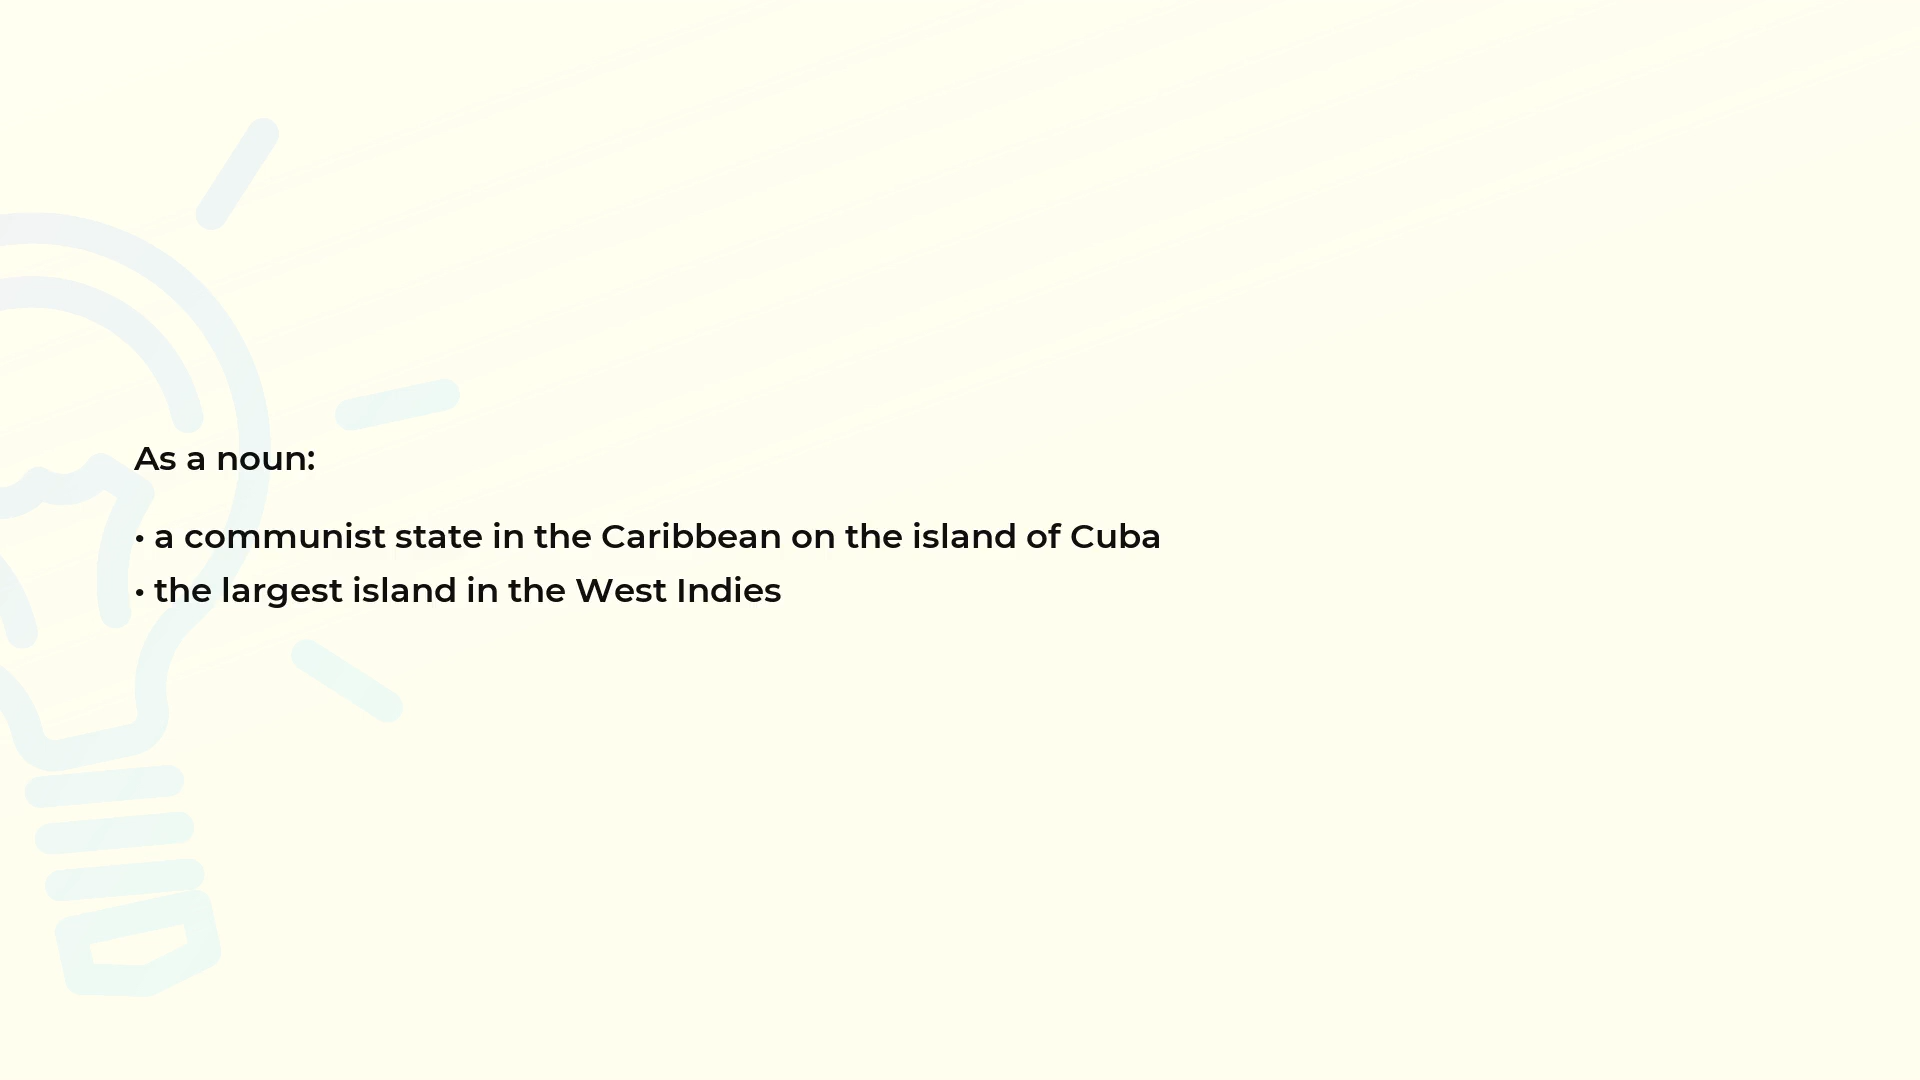 As a noun:
• a communist state in the Caribbean on the island of Cuba
• the largest island in the West Indies